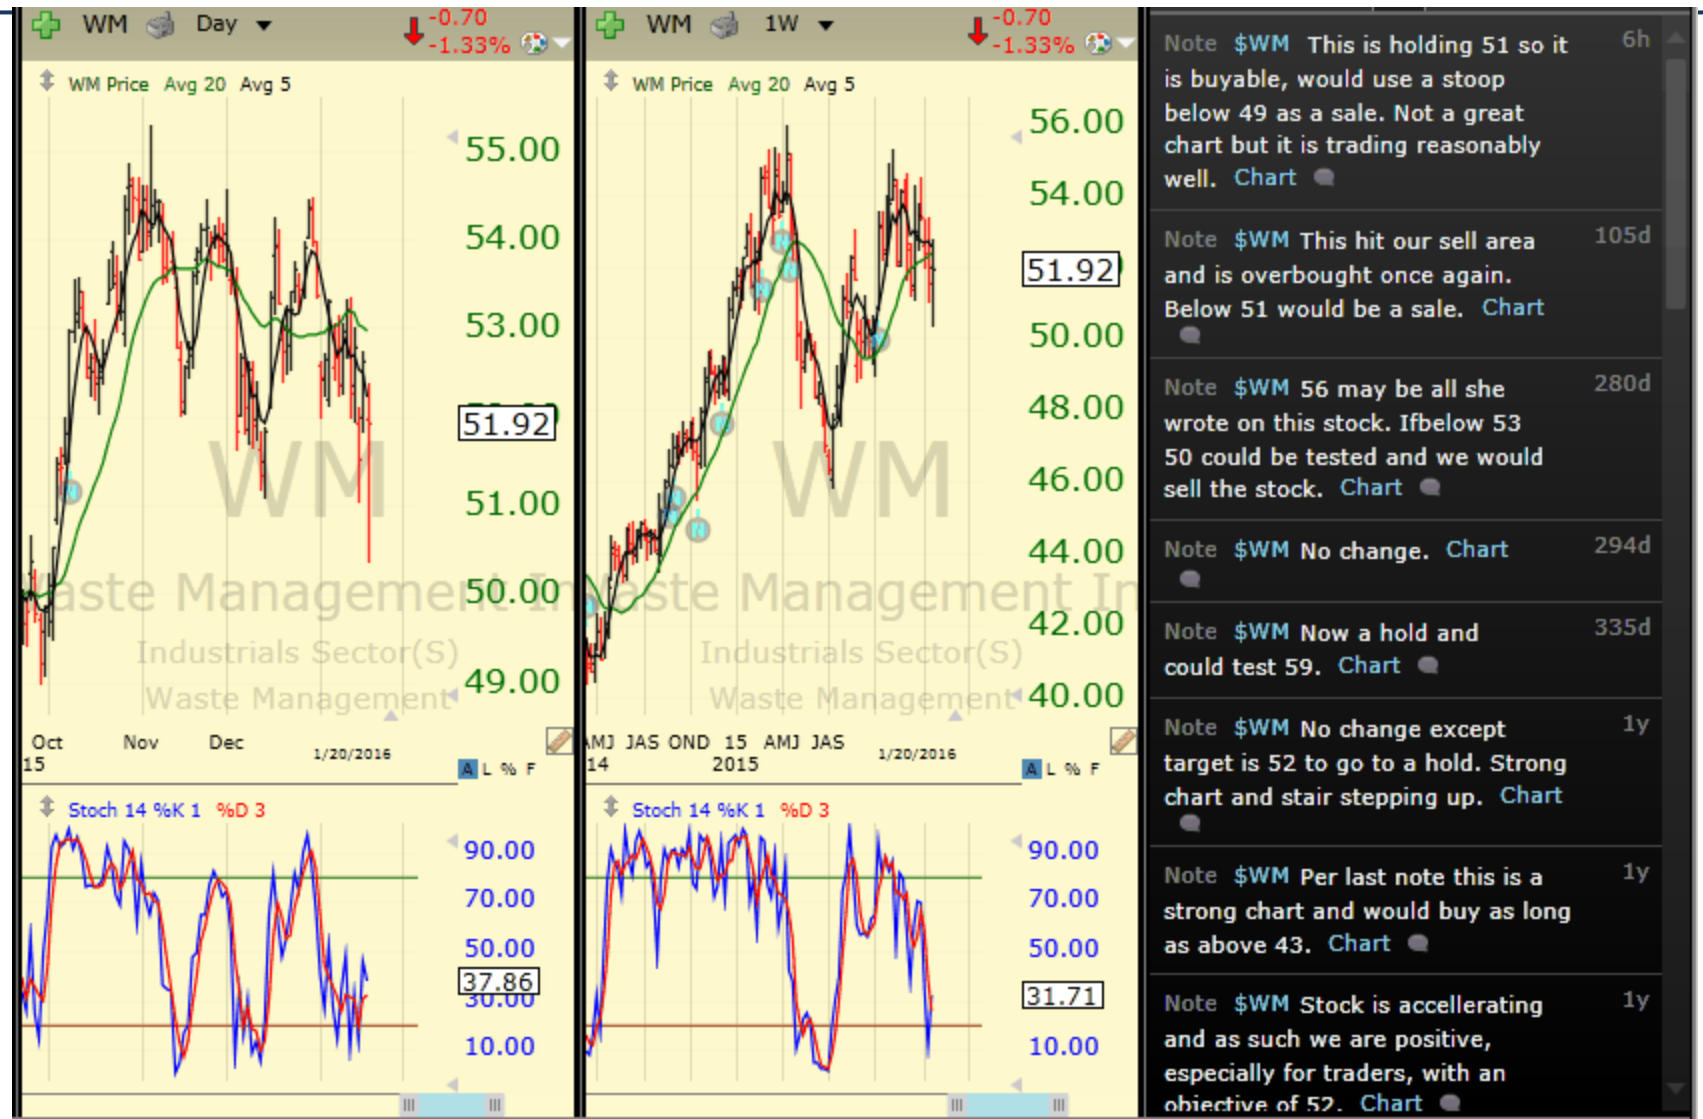 WM Day
-0.70
-1.33%
WM Price Avg 20 Avg 5
55.00
54.00
53.00
51.92
51.00
50.00
49.00
WM
Waste Management In
Industrials Sector(S)
Waste Management
Oct Nov Dec 1/20/2016
15
A L % F
Stoch 14 %K 1 %D 3
90.00
70.00
50.00
37.86
30.00
10.00
WM 1W
-0.70
-1.33%
WM Price Avg 20 Avg 5
56.00
54.00
51.92
50.00
48.00
46.00
44.00
42.00
40.00
WM
Waste Management In
Industrials Sector(S)
Waste Management
N
N
N
N
N
N
N
N
N
AMJ JAS OND 15 AMJ JAS 1/20/2016
14 2015
A L % F
Stoch 14 %K 1 %D 3
90.00
70.00
50.00
31.71
10.00
Note $WM This is holding 51 so it 6h
is buyable, would use a stoop
below 49 as a sale. Not a great
chart but it is trading reasonably
well. Chart
Note $WM This hit our sell area 105d
and is overbought once again.
Below 51 would be a sale. Chart
Note $WM 56 may be all she 280d
wrote on this stock. Ifbelow 53
50 could be tested and we would
sell the stock. Chart
Note $WM No change. Chart 294d
Note $WM Now a hold and 335d
could test 59. Chart
Note $WM No change except 1y
target is 52 to go to a hold. Strong
chart and stair stepping up. Chart
Note $WM Per last note this is a 1y
strong chart and would buy as long
as above 43. Chart
Note $WM Stock is accellerating 1y
and as such we are positive,
especially for traders, with an
objective of 52. Chart